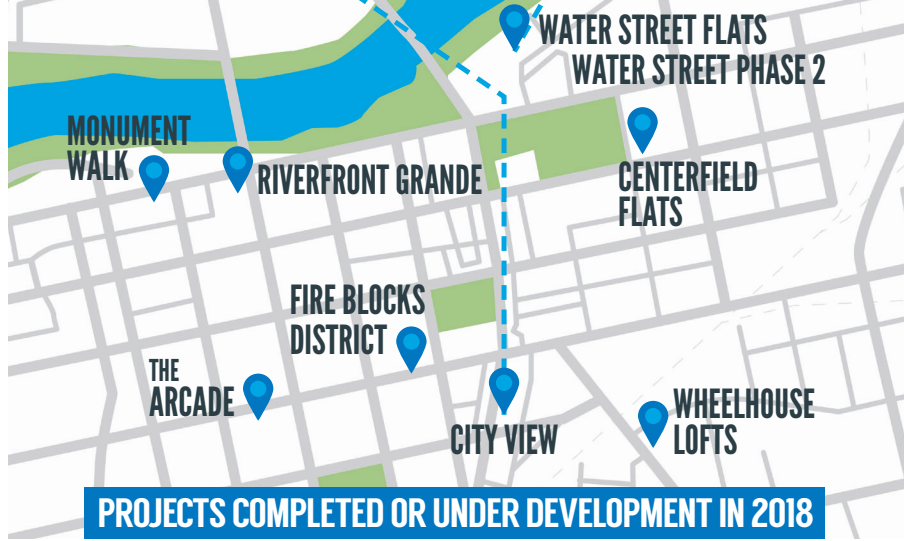 WATER STREET FLATS
WATER STREET PHASE 2
MONUMENT
WALK
RIVERFRONT GRANDE
CENTERFIELD
FLATS
FIRE BLOCKS
DISTRICT
THE
ARCADE
CITY VIEW
WHEELHOUSE
LOFTS
PROJECTS COMPLETED OR UNDER DEVELOPMENT IN 2018